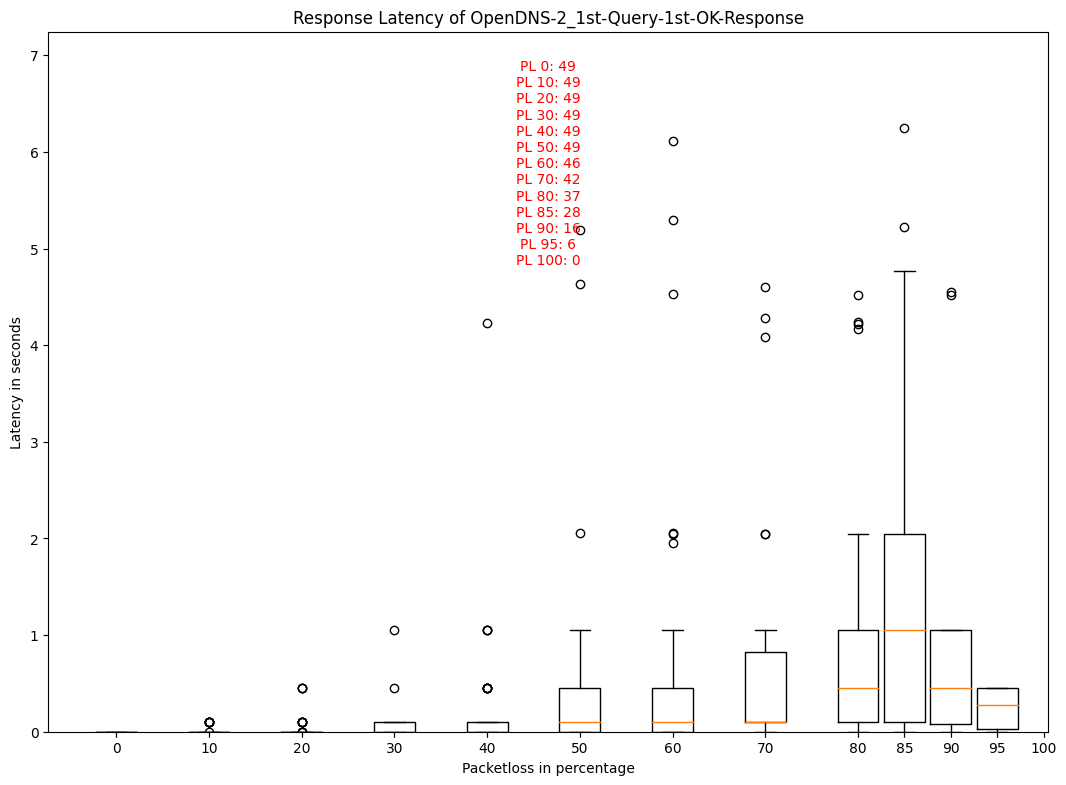 Response Latency of OpenDNS-2_1st-Query-1st-OK-Response
7
6
5
4
3
2
1
0
Latency in seconds
PL 0: 49
PL 10: 49
PL 20: 49
PL 30: 49
PL 40: 49
PL 50: 49
PL 60: 46
PL 70: 42
PL 80: 37
PL 85: 28
PL 90: 16
PL 95: 6
PL 100: 0
0 10 20 30 40 50 60 70 80 85 90 95 100
Packetloss in percentage